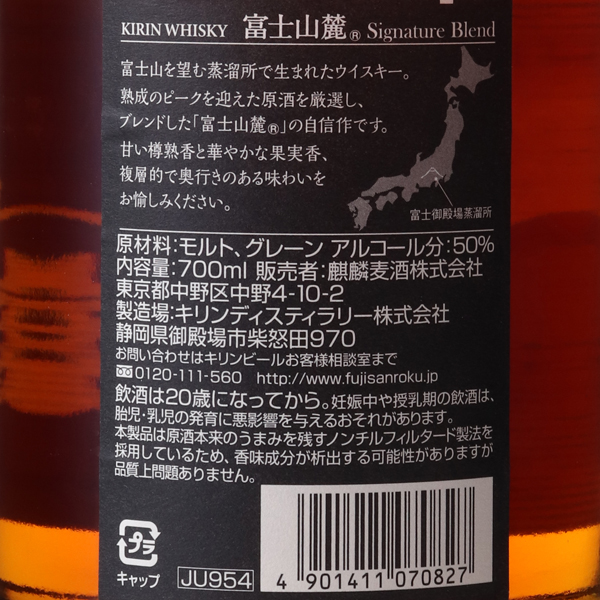 KIRIN WHISKY 富士山麓® Signature Blend
富士山を望む蒸溜所で生まれたウイスキー。
熟成のピークを迎えた原酒を厳選し、
ブレンドした「富士山麓®」の自信作です。
甘い樽熟香と華やかな果実香、
複層的で奥行きのある味わいを
お愉しみください。
富士御殿場蒸溜所
原材料:モルト、グレーン アルコール分:50%
内容量:700ml 販売者:麒麟麦酒株式会社
東京都中野区中野4-10-2
製造場:キリンディスティラリー株式会社
静岡県御殿場市柴怒田970
お問い合わせはキリンビールお客様相談室まで
0120-111-560 http://www.fujisanroku.jp
飲酒は20歳になってから。妊娠中や授乳期の飲酒は、
胎児・乳児の発育に悪影響を与えるおそれがあります。
本製品は原酒本来のうまみを残すノンチルフィルタード製法を
採用しているため、香味成分が析出する可能性がありますが
品質上問題ありません。
プラ
キャップ
JU954
4 901411 070827